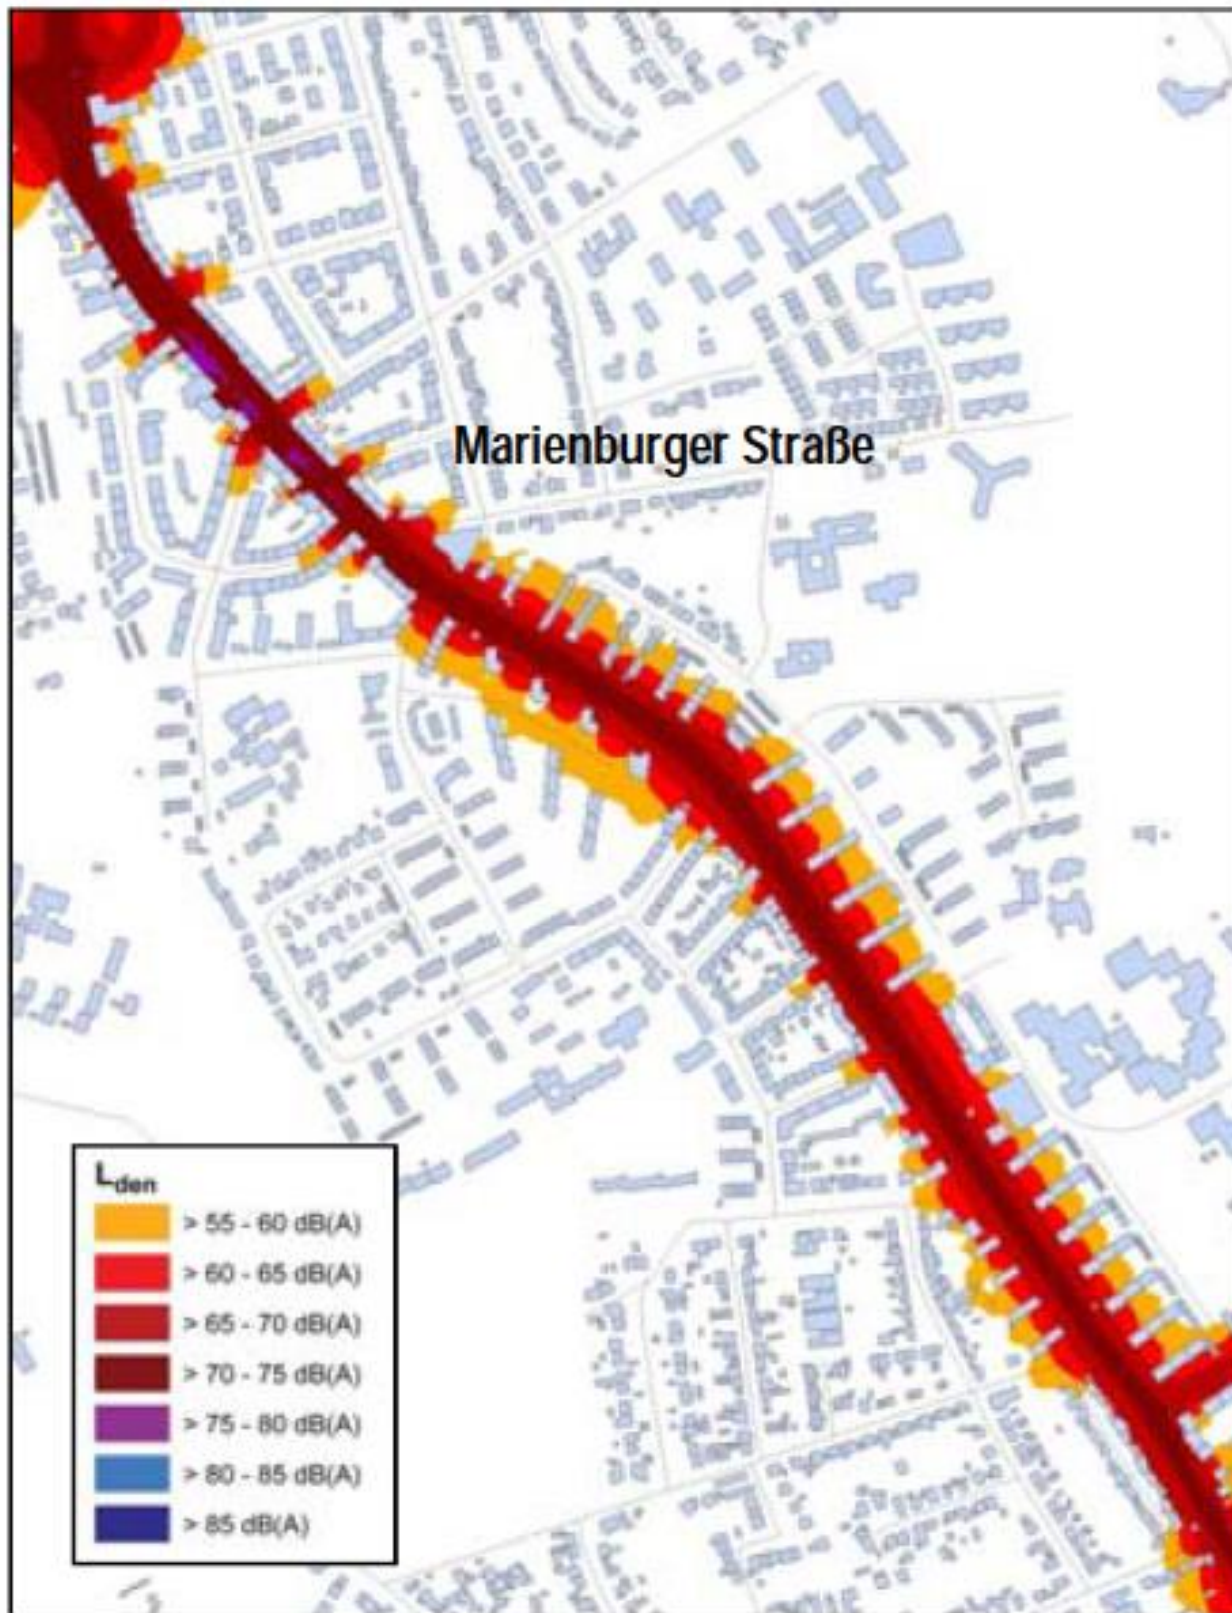 Marienburger Straße
Lden
> 55 - 60 dB(A)
> 60 - 65 dB(A)
> 65 - 70 dB(A)
> 70 - 75 dB(A)
> 75 - 80 dB(A)
> 80 - 85 dB(A)
> 85 dB(A)